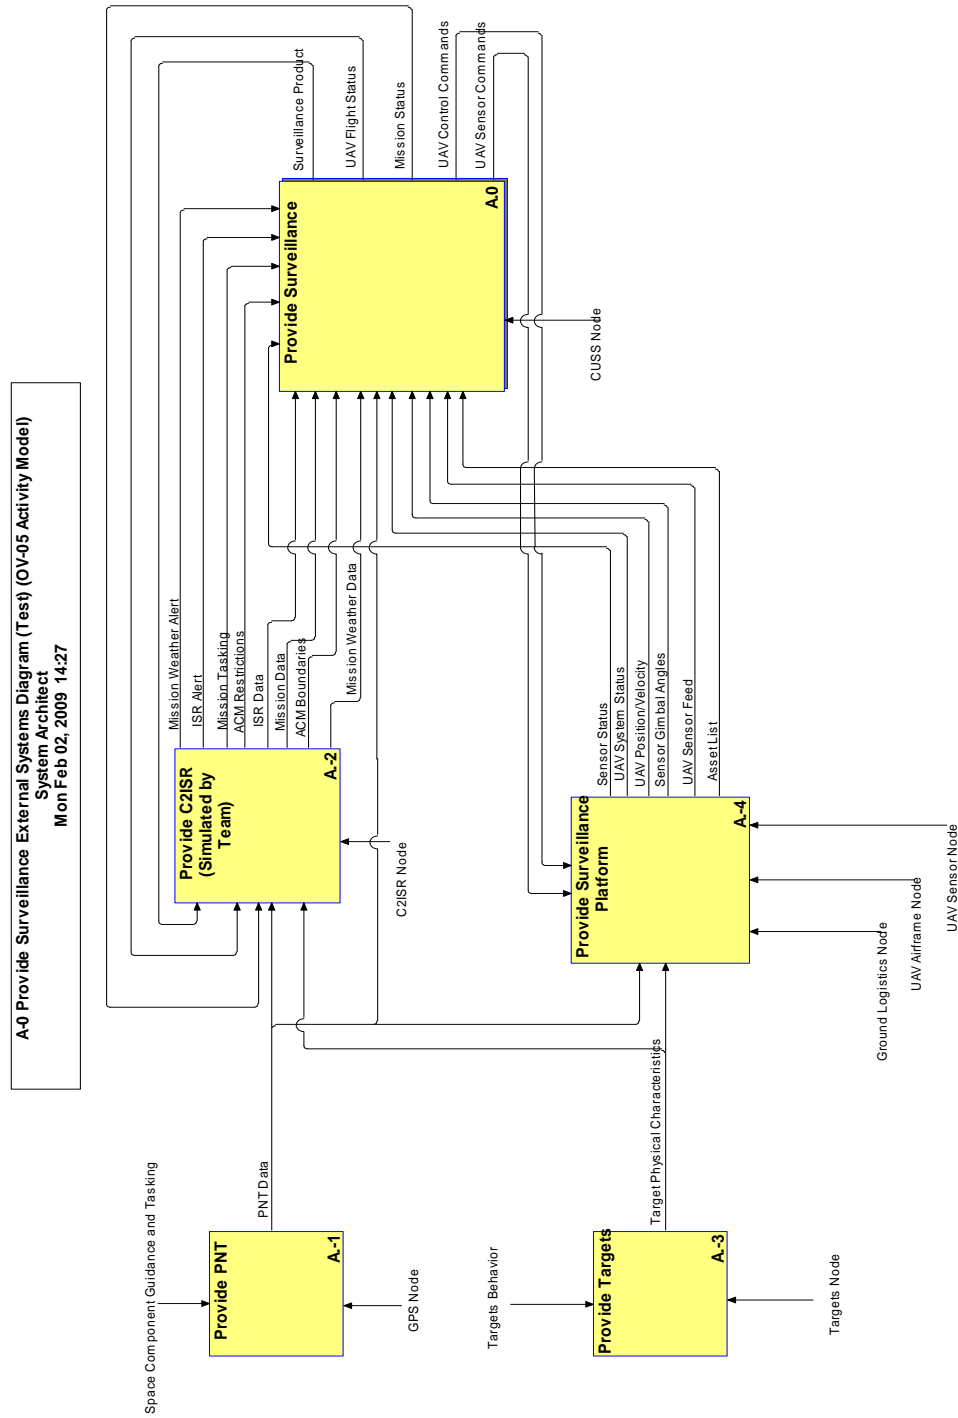 A-0 Provide Surveillance External Systems Diagram (Test) (OV-05 Activity Model)
System Architect
Mon Feb 02, 2009 14:27
Space Component Guidance and Tasking
Provide PNT
A.-1
GPS Node
PNT Data
Targets Behavior
Provide Targets
A.-3
Targets Node
Target Physical Characteristics
Provide C2ISR
(Simulated by
Team)
A.-2
C2ISR Node
Mission Weather Alert
ISR Alert
Mission Tasking
ACM Restrictions
ISR Data
Mission Data
ACM Boundaries
Mission Weather Data
Provide Surveillance
Platform
A.-4
Ground Logistics Node
UAV Airframe Node
UAV Sensor Node
Sensor Status
UAV System Status
UAV Position/Velocity
Sensor Gimbal Angles
UAV Sensor Feed
Asset List
Provide Surveillance
A.0
CUSS Node
Surveillance Product
UAV Flight Status
Mission Status
UAV Control Commands
UAV Sensor Commands